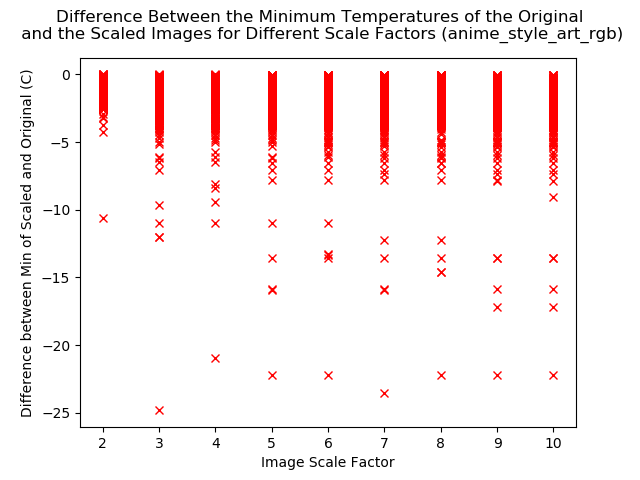 Difference Between the Minimum Temperatures of the Original
and the Scaled Images for Different Scale Factors (anime_style_art_rgb)
Difference between Min of Scaled and Original (C)
0
−5
−10
−15
−20
−25
2 3 4 5 6 7 8 9 10
Image Scale Factor